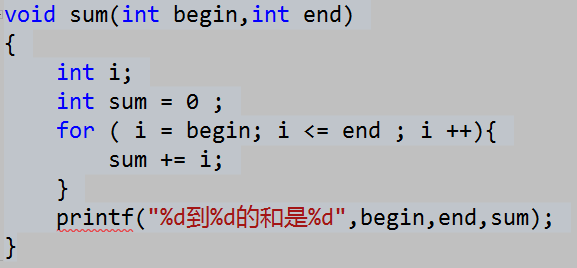 void sum(int begin,int end)
{
    int i;
    int sum = 0 ;
    for ( i = begin; i <= end ; i ++){
        sum += i;
    }
    printf("%d到%d的和是%d",begin,end,sum);
}